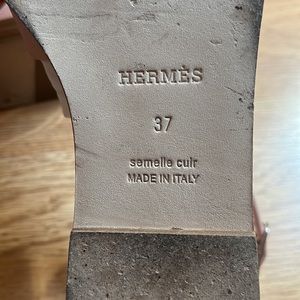 HERMÈS
37
semelle cuir
MADE IN ITALY